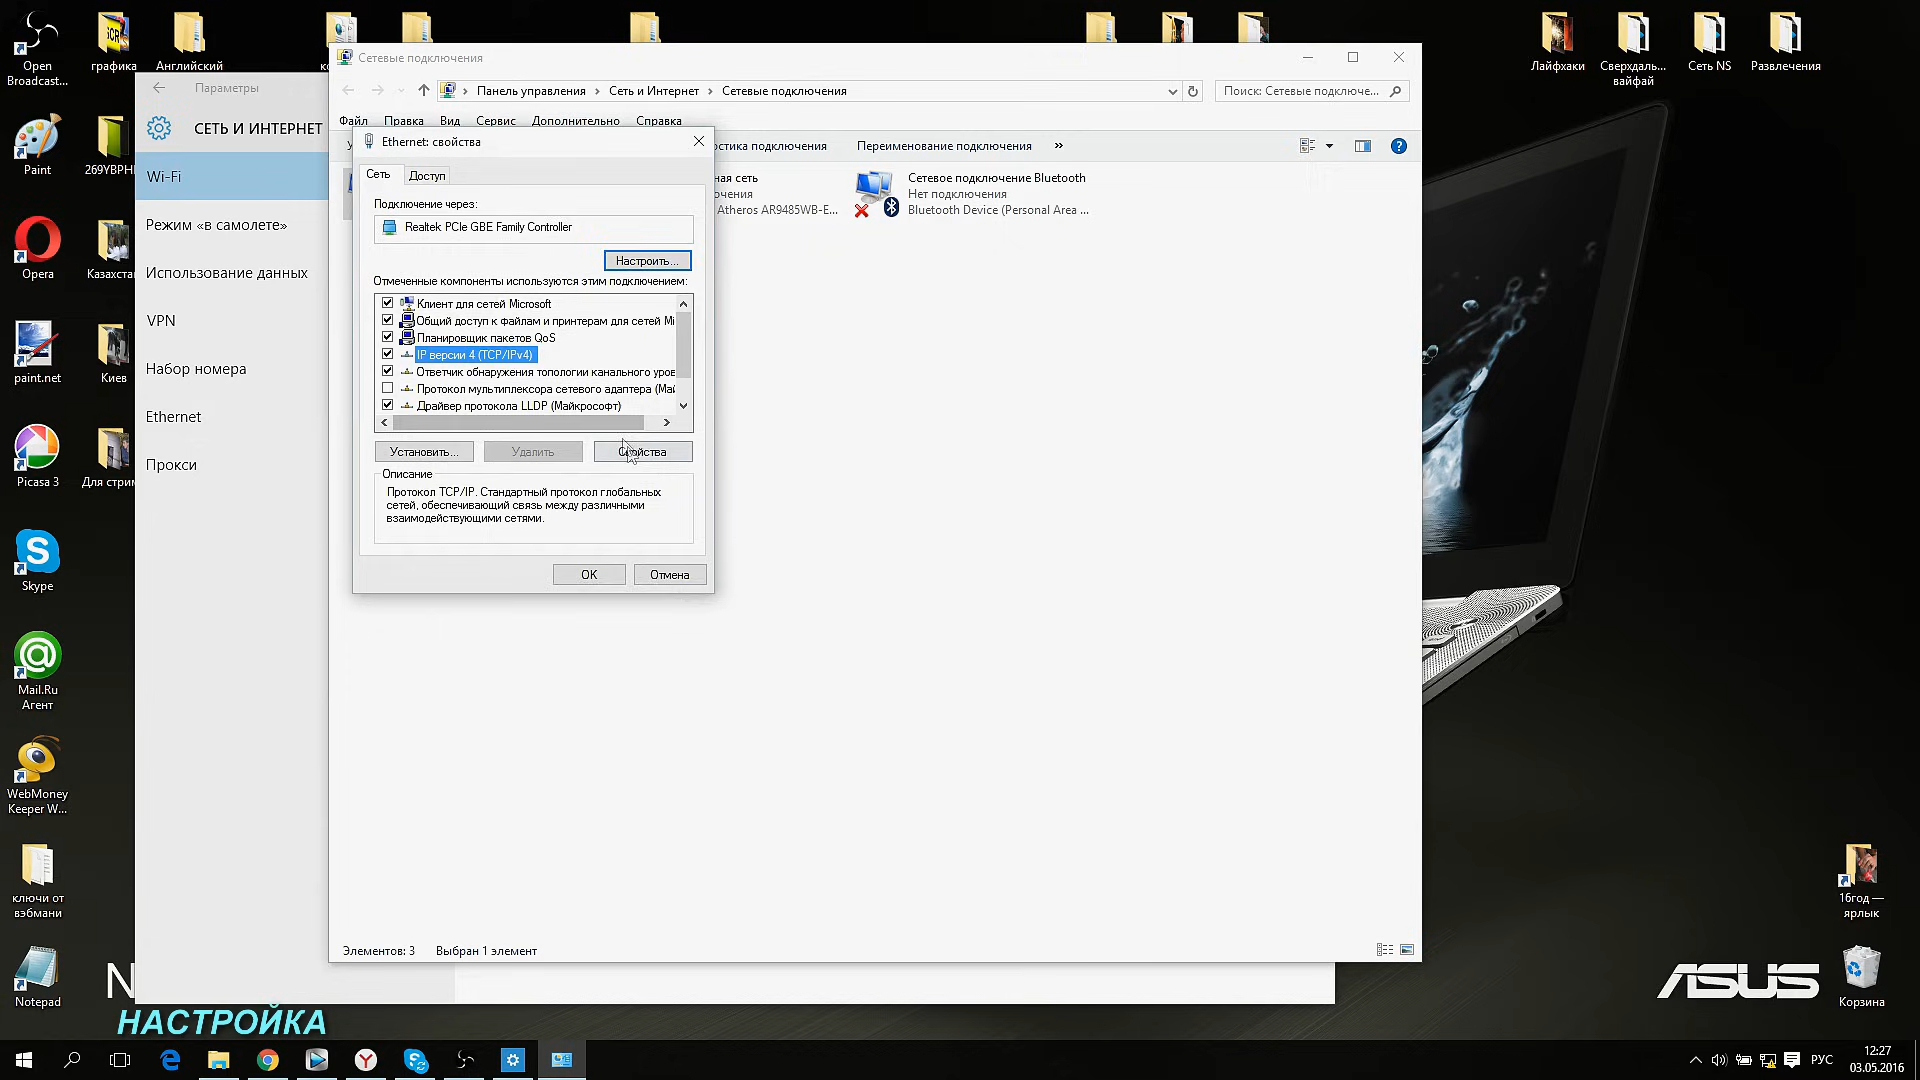 Open
Broadcast...
графика
Английский
Лайфхаки
Сверхдаль...
вайфай
Сеть NS
Развлечения
Сетевые подключения
Параметры
Панель управления
Сеть и Интернет
Сетевые подключения
Поиск: Сетевые подключе...
Файл
Правка
Вид
Сервис
Дополнительно
Справка
СЕТЬ И ИНТЕРНЕТ
Ethernet: свойства
подключения
Переименование подключения
»
Paint
269YBPH
Wi-Fi
Сеть
Доступ
сеть
Atheros AR9485WB-E...
Сетевое подключение Bluetooth
Нет подключения
Bluetooth Device (Personal Area ...
Подключение через:
Realtek PCIe GBE Family Controller
Режим «в самолете»
Настроить...
Opera
Использование данных
Отмеченные компоненты используются этим подключением:
Клиент для сетей Microsoft
Общий доступ к файлам и принтерам для сетей Mi
Планировщик пакетов QoS
IP версии 4 (TCP/IPv4)
Ответчик обнаружения топологии канального уров
Протокол мультиплексора сетевого адаптера (Май
Драйвер протокола LLDP (Майкрософт)
VPN
paint.net
Киев
Набор номера
Ethernet
Установить...
Удалить
Свойства
Прокси
Picasa 3
Для стрим
Описание
Протокол TCP/IP. Стандартный протокол глобальных
сетей, обеспечивающий связь между различными
взаимодействующими сетями.
OK
Отмена
Skype
Mail.Ru
Агент
WebMoney
Keeper W...
ключи от
вэбмани
16год —
ярлык
Элементов: 3
Выбран 1 элемент
Notepad
N
ASUS
Корзина
НАСТРОЙКА
РУС
12:27
03.05.2016